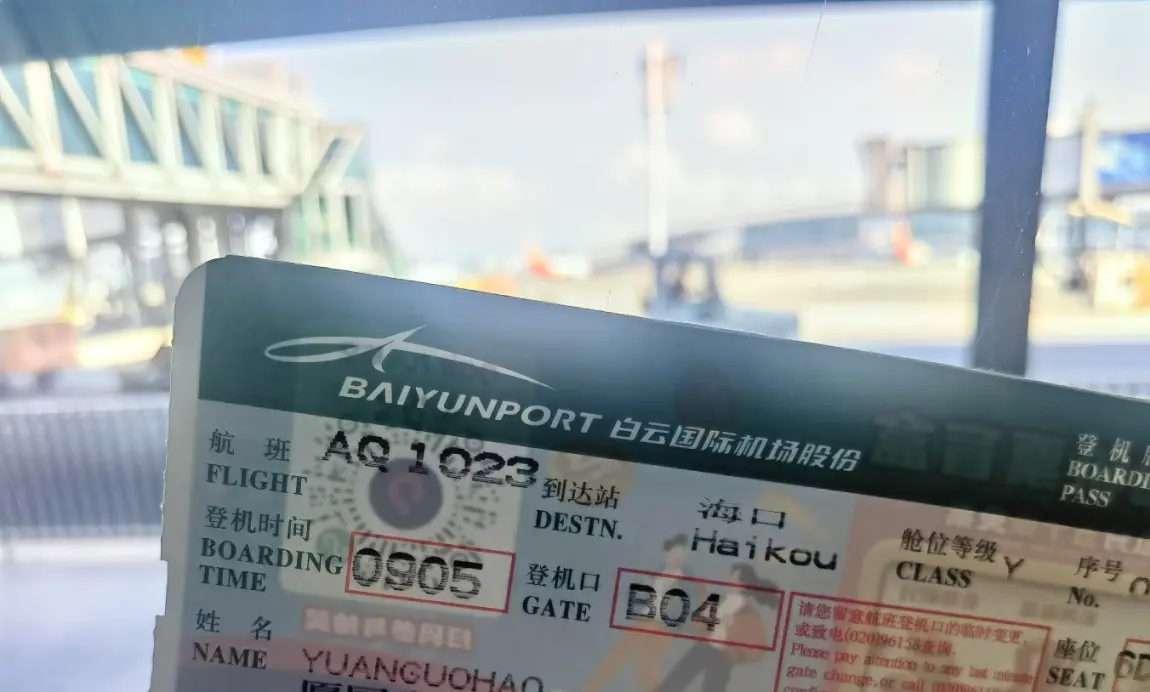 BAIYUNPORT 白云国际机场股份
登机
BOARDI
PASS
航 班
FLIGHT
AQ 1023
到达站
DESTN.
海口
Haikou
舱位等级
CLASS
Y
序号
No.
登机时间
BOARDING
TIME
0905
登机口
GATE
B04
请您留意航班登机口的临时变更.
或致电(020)96158查询.
Please pay attention to any last minute
gate change,or call
座位
SEAT
姓 名
NAME
YUANGUOHAO